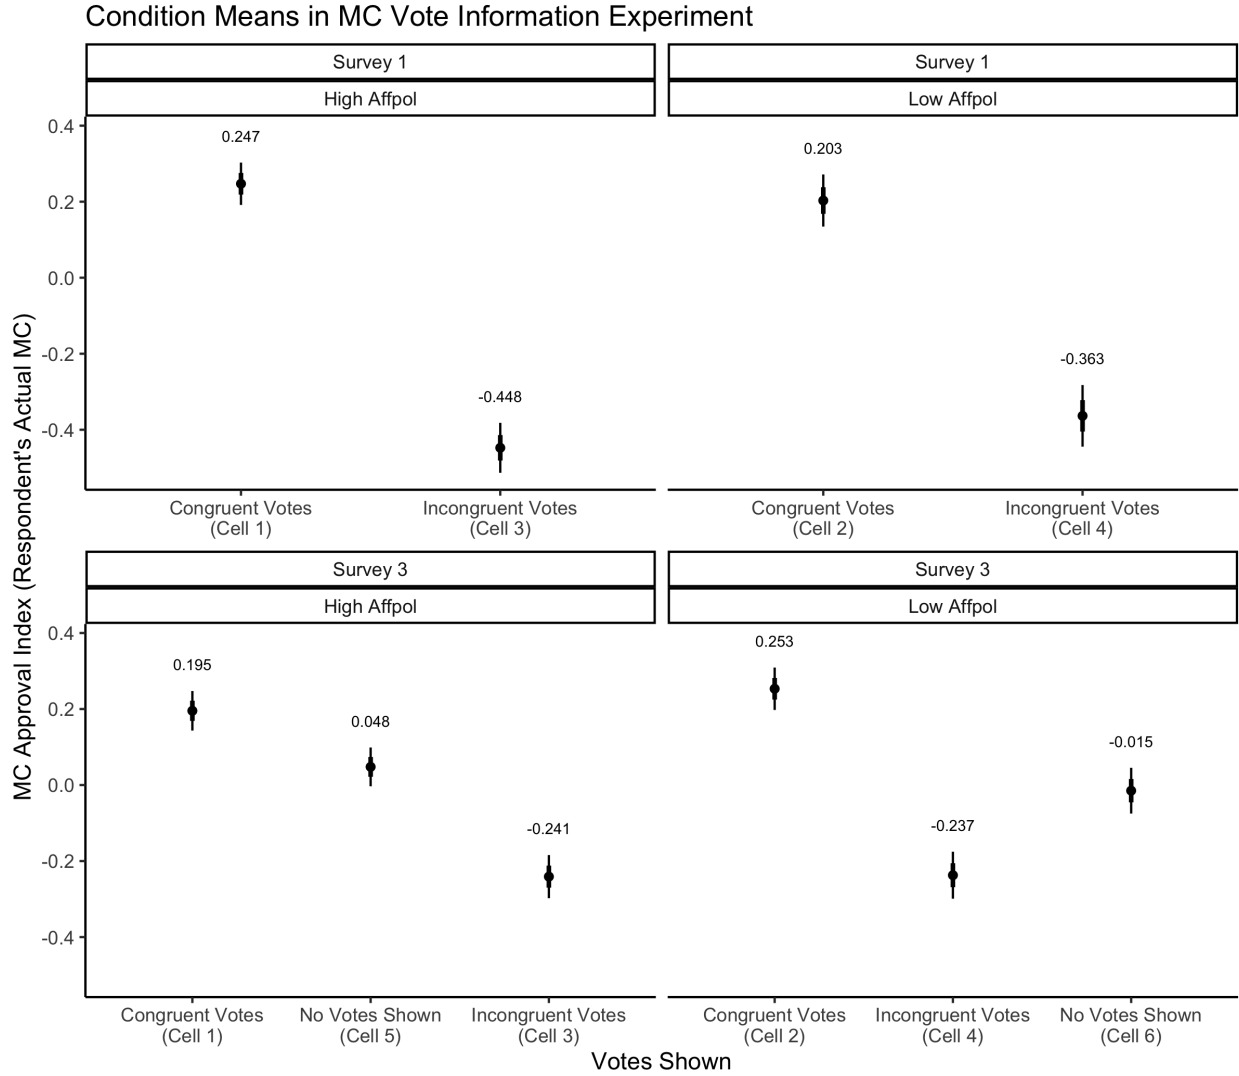 Condition Means in MC Vote Information Experiment
MC Approval Index (Respondent's Actual MC)
Survey 1
High Affpol
0.4
0.2
0.0
-0.2
-0.4
0.247
-0.448
Congruent Votes
(Cell 1)
Incongruent Votes
(Cell 3)
Survey 1
Low Affpol
0.203
-0.363
Congruent Votes
(Cell 2)
Incongruent Votes
(Cell 4)
Survey 3
High Affpol
0.4
0.2
0.0
-0.2
-0.4
0.195
0.048
-0.241
Congruent Votes
(Cell 1)
No Votes Shown
(Cell 5)
Incongruent Votes
(Cell 3)
Survey 3
Low Affpol
0.253
-0.237
-0.015
Congruent Votes
(Cell 2)
Incongruent Votes
(Cell 4)
No Votes Shown
(Cell 6)
Votes Shown